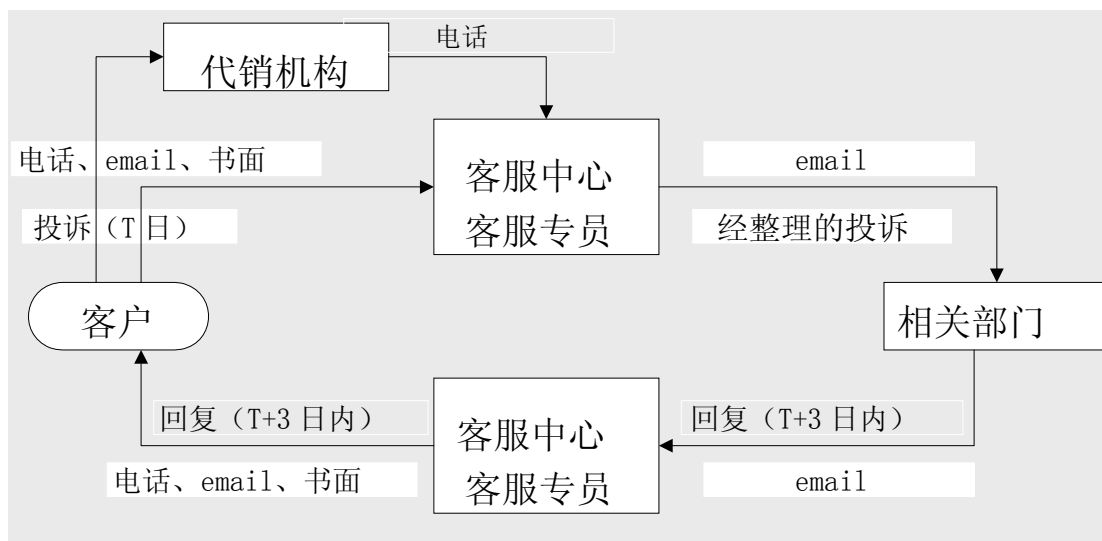 电话
代销机构
电话、email、书面
客服中心
客服专员
email
投诉（T 日）
经整理的投诉
客户
相关部门
回复（T+3 日内）
客服中心
客服专员
回复（T+3 日内）
电话、email、书面
email